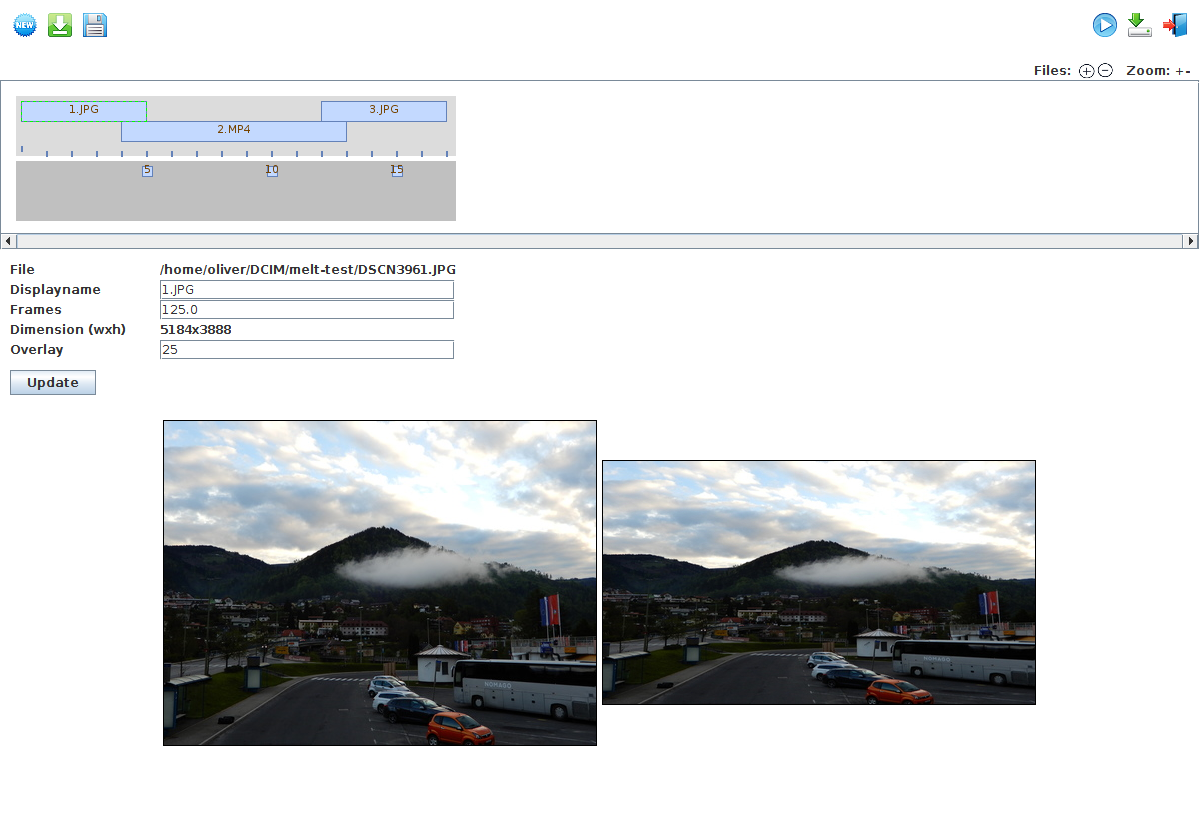 NEW
Files: + - Zoom: +-
1.JPG 3.JPG
2.MP4
5 10 15
File /home/oliver/DCIM/melt-test/DSCN3961.JPG
Displayname 1.JPG
Frames 125.0
Dimension (wxh) 5184x3888
Overlay 25
Update
NOMAGO
NOMAGO